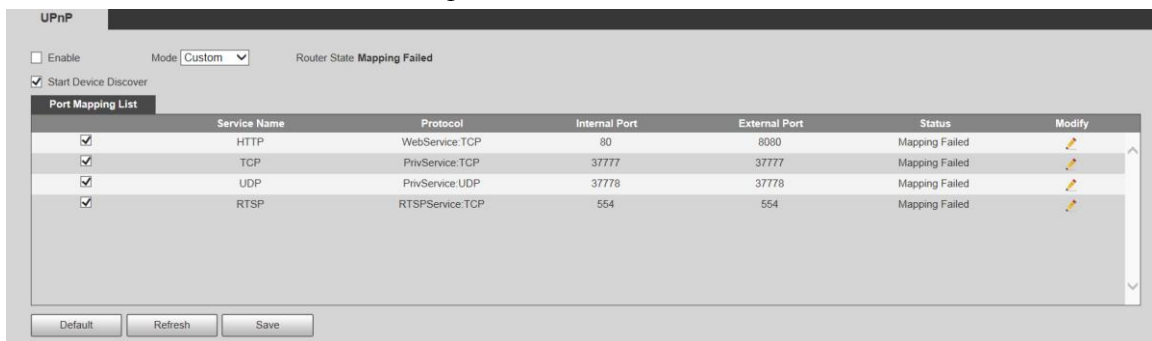 UPnP
Enable Mode Custom Router State Mapping Failed
Start Device Discover
Port Mapping List
Service Name Protocol Internal Port External Port Status Modify
HTTP WebService:TCP 80 8080 Mapping Failed
TCP PrivService:TCP 37777 37777 Mapping Failed
UDP PrivService:UDP 37778 37778 Mapping Failed
RTSP RTSPService:TCP 554 554 Mapping Failed
Default Refresh Save